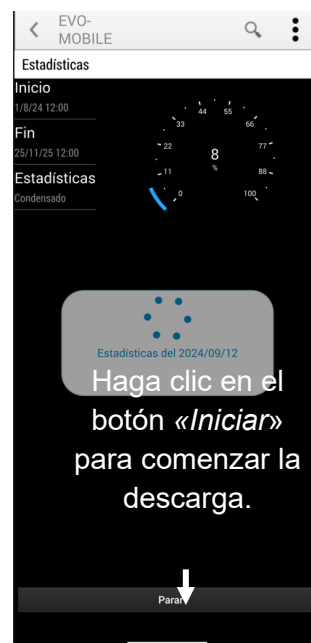 EVO-
MOBILE
Estadísticas
Inicio
1/8/24 12:00
Fin
25/11/25 12:00
Estadísticas
Condensado
0
11
22
33
44
55
66
77
88
100
8
%
Estadísticas del 2024/09/12
Haga clic en el
botón «Iniciar»
para comenzar la
descarga.
Parar